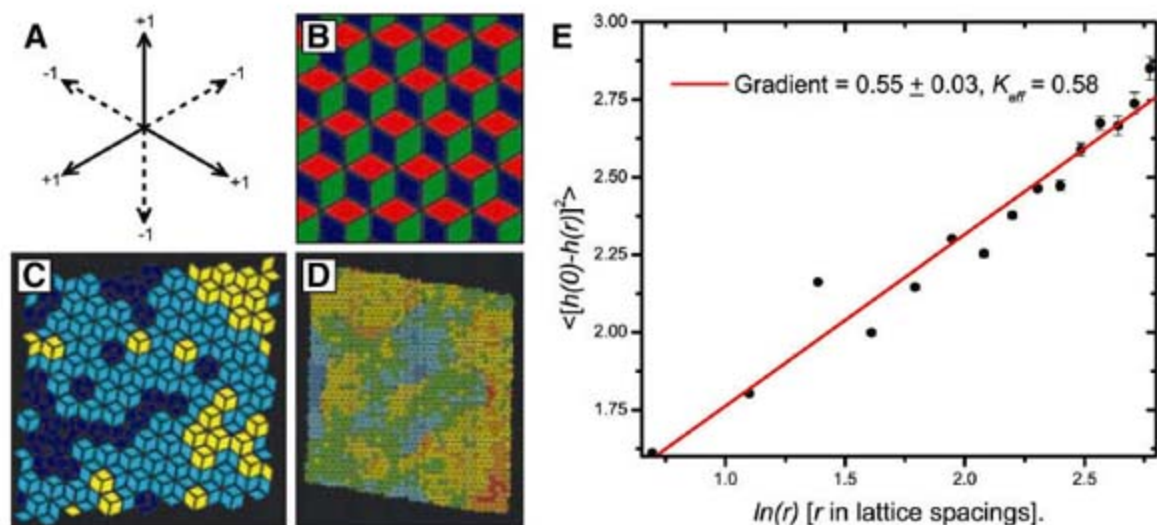 A
+1
-1
-1
+1
+1
-1
B
C
D
E
3.00
2.75
2.50
2.25
2.00
1.75
<[h(0)-h(r)]²>
Gradient = 0.55 ± 0.03, K_eff = 0.58
1.0
1.5
2.0
2.5
ln(r) [r in lattice spacings].